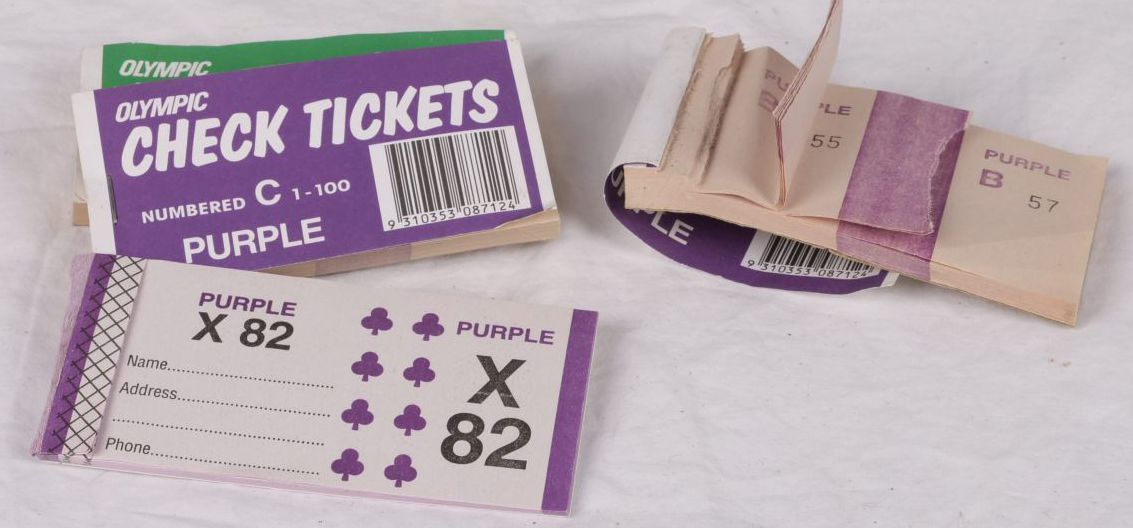 OLYMPIC
OLYMPIC
CHECK TICKETS
NUMBERED C 1-100
PURPLE
9 310353 087124
PURPLE
X 82
Name
Address
Phone
PURPLE
X
82
55
PURPLE
B
57
9 310353 087124